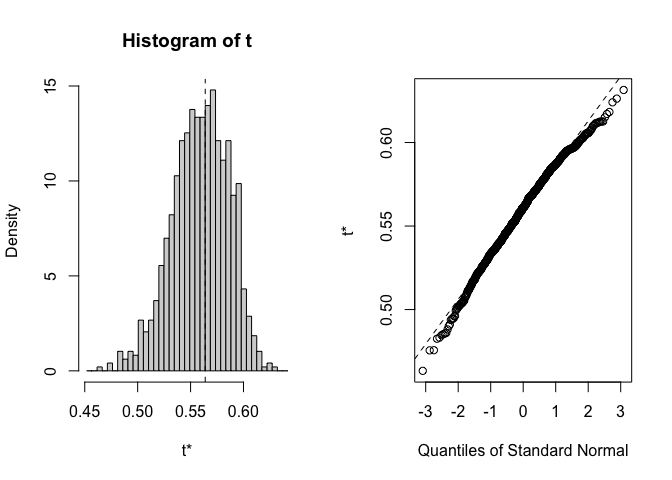 Histogram of t
Density
0
5
10
15
0.45 0.50 0.55 0.60
t*
t*
0.50
0.55
0.60
-3 -2 -1 0 1 2 3
Quantiles of Standard Normal